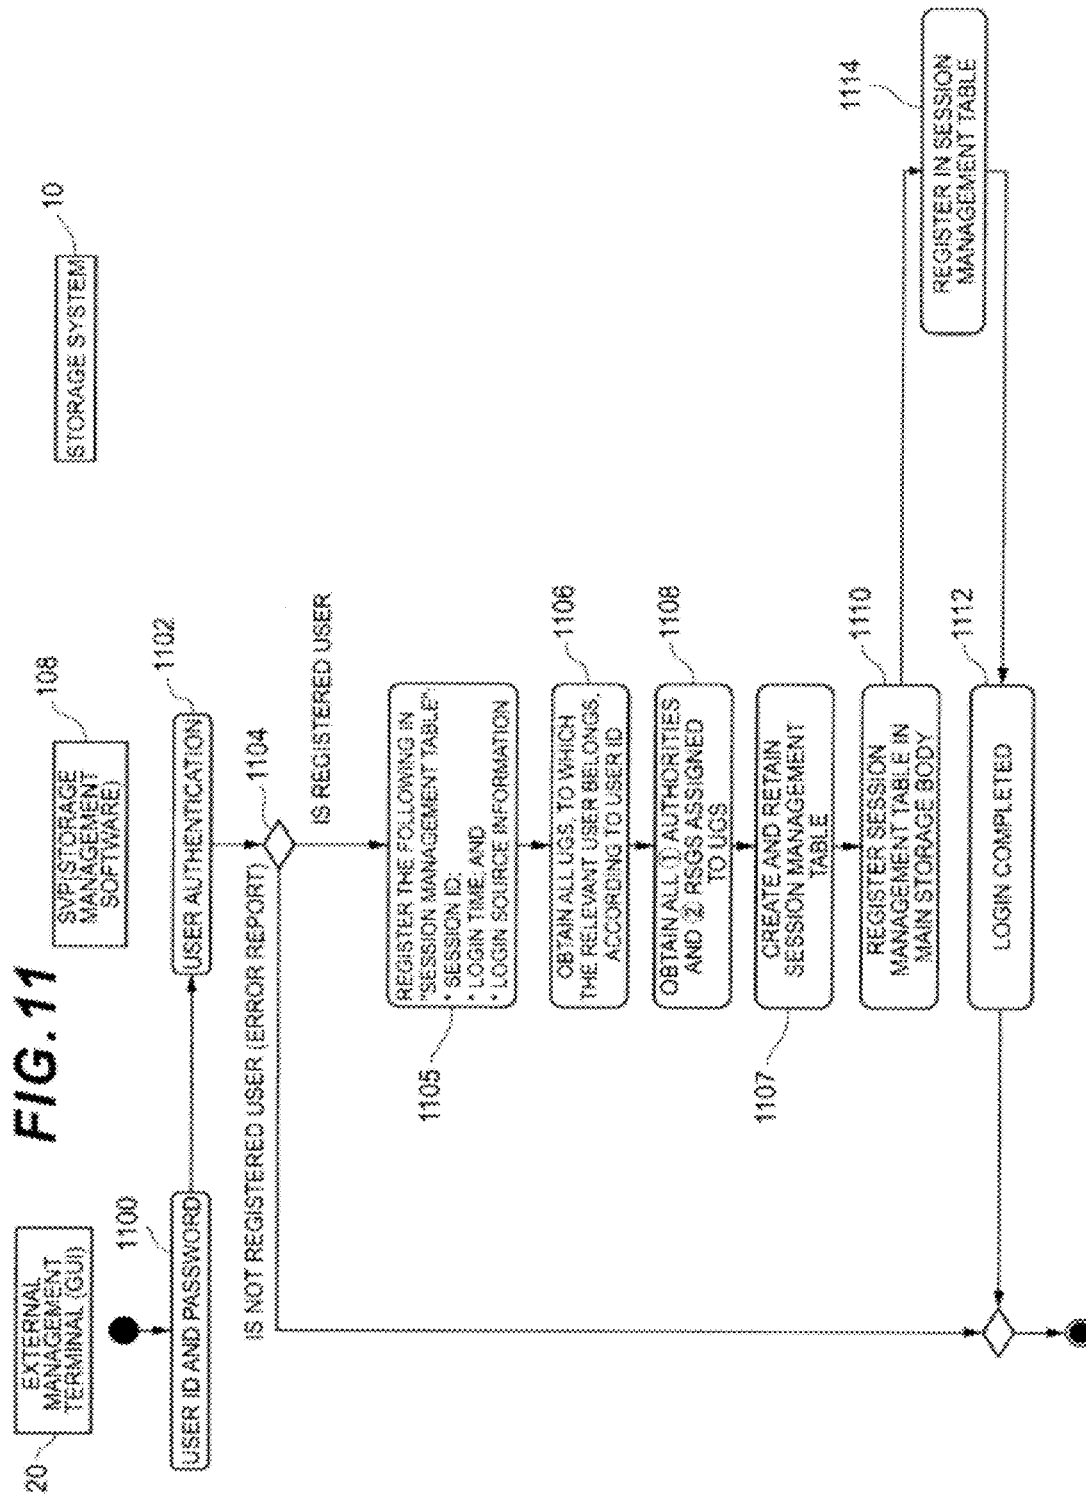 FIG.11
20
EXTERNAL
MANAGEMENT
TERMINAL (GUI)
108
SVP(STORAGE
MANAGEMENT
SOFTWARE)
10
STORAGE SYSTEM
1100
USER ID AND PASSWORD
1102
USER AUTHENTICATION
1104
IS NOT REGISTERED USER (ERROR REPORT)
IS REGISTERED USER
1105
REGISTER THE FOLLOWING IN
"SESSION MANAGEMENT TABLE":
* SESSION ID;
* LOGIN TIME; AND
* LOGIN SOURCE INFORMATION
1106
OBTAIN ALL UGS, TO WHICH
THE RELEVANT USER BELONGS,
ACCORDING TO USER ID
1108
OBTAIN ALL ① AUTHORITIES
AND ② RSGS ASSIGNED
TO UGS
1107
CREATE AND RETAIN
SESSION MANAGEMENT
TABLE
1110
REGISTER SESSION
MANAGEMENT TABLE IN
MAIN STORAGE BODY
1114
REGISTER IN SESSION
MANAGEMENT TABLE
1112
LOGIN COMPLETED